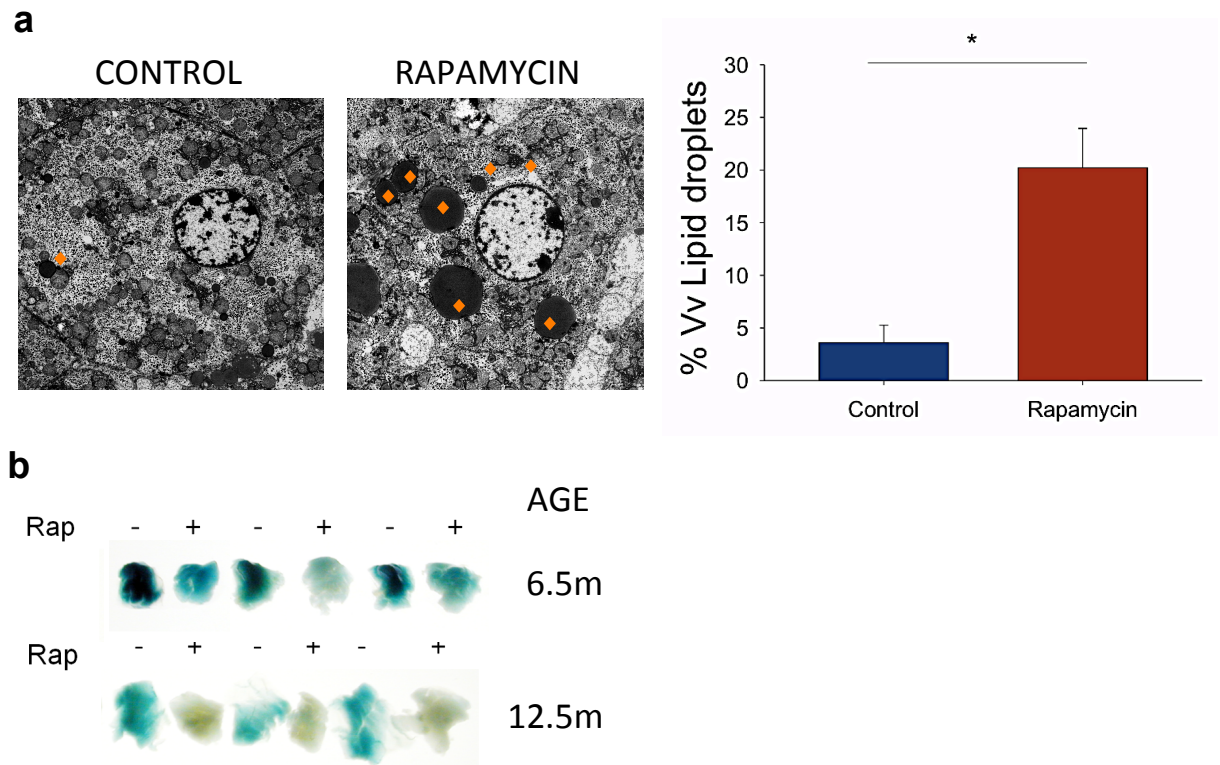 a
CONTROL
RAPAMYCIN
*
% Vv Lipid droplets
30
25
20
15
10
5
0
Control
Rapamycin
b
AGE
Rap - + - + - +
6.5m
Rap - + - + - +
12.5m